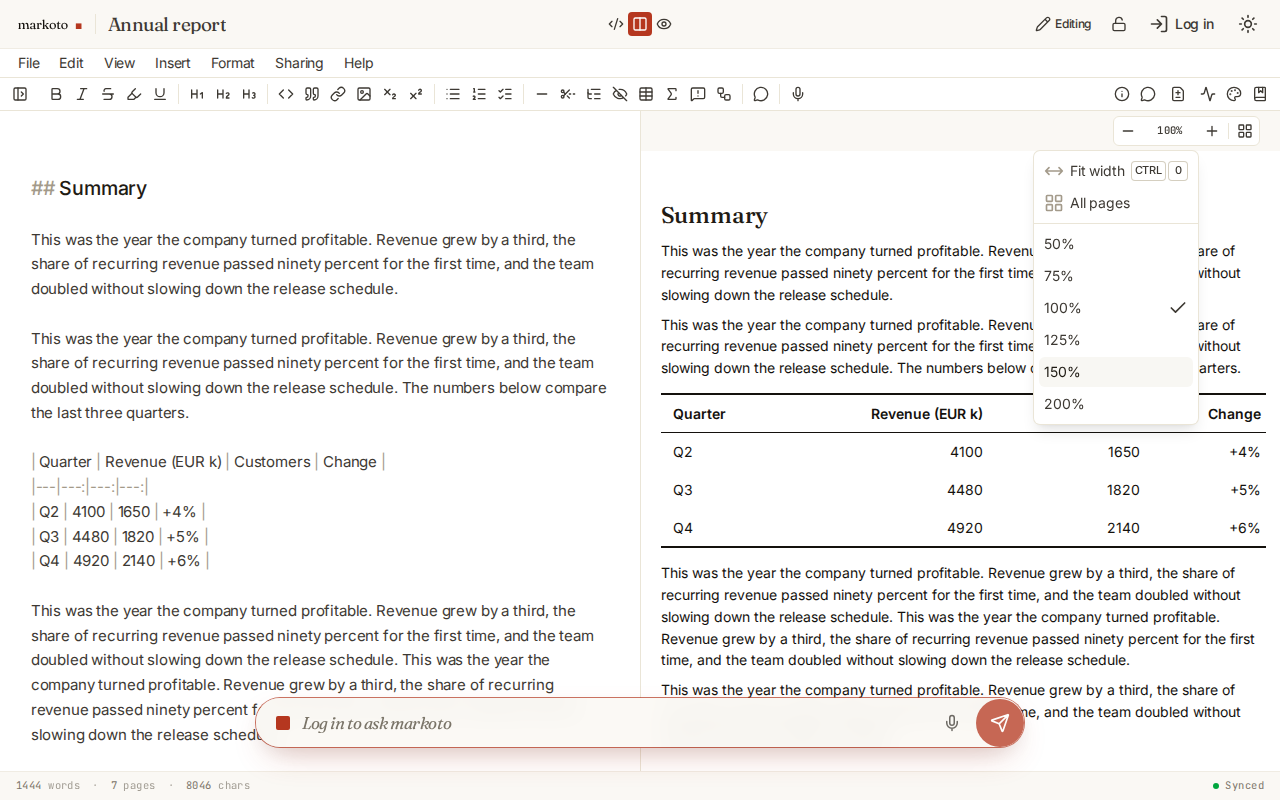 markoto
Annual report
Editing
Log in
File Edit View Insert Format Sharing Help
H1 H2 H3
X2 X2
100%
## Summary
This was the year the company turned profitable. Revenue grew by a third, the
share of recurring revenue passed ninety percent for the first time, and the team
doubled without slowing down the release schedule.
This was the year the company turned profitable. Revenue grew by a third, the
share of recurring revenue passed ninety percent for the first time, and the team
doubled without slowing down the release schedule. The numbers below compare
the last three quarters.
| Quarter | Revenue (EUR k) | Customers | Change |
|---|---:|---:|---:|
| Q2 | 4100 | 1650 | +4% |
| Q3 | 4480 | 1820 | +5% |
| Q4 | 4920 | 2140 | +6% |
This was the year the company turned profitable. Revenue grew by a third, the
share of recurring revenue passed ninety percent for the first time, and the team
doubled without slowing down the release schedule. This was the year the
company turned profitable. Revenue grew by a third, the share of recurring
revenue passed ninety percent
slowing down the release
Fit width CTRL 0
All pages
50%
75%
100%
125%
150%
200%
Summary
This was the year the company turned profitable. share of
recurring revenue passed ninety percent for the first without
slowing down the release schedule.
This was the year the company turned profitable. share of
recurring revenue passed ninety percent for the first without
slowing down the release schedule. The numbers below
Quarter Revenue (EUR k) Change
Q2 4100 1650 +4%
Q3 4480 1820 +5%
Q4 4920 2140 +6%
This was the year the company turned profitable. Revenue grew by a third, the share of
recurring revenue passed ninety percent for the first time, and the team doubled without
slowing down the release schedule. This was the year the company turned profitable.
Revenue grew by a third, the share of recurring revenue passed ninety percent for the first
time, and the team doubled without slowing down the release schedule.
This was the year the company turned profitable. Revenue grew by a third, the share of
and the team doubled without
Log in to ask markoto
1444 words · 7 pages · 8046 chars
Synced